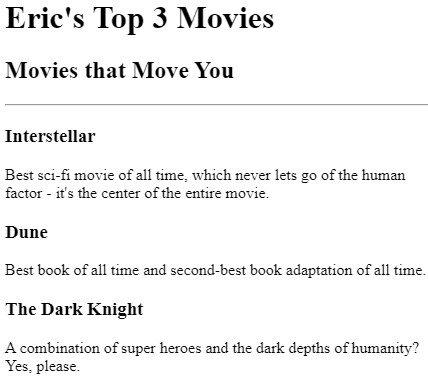 Eric's Top 3 Movies
Movies that Move You
Interstellar
Best sci-fi movie of all time, which never lets go of the human
factor - it's the center of the entire movie.
Dune
Best book of all time and second-best book adaptation of all time.
The Dark Knight
A combination of super heroes and the dark depths of humanity?
Yes, please.